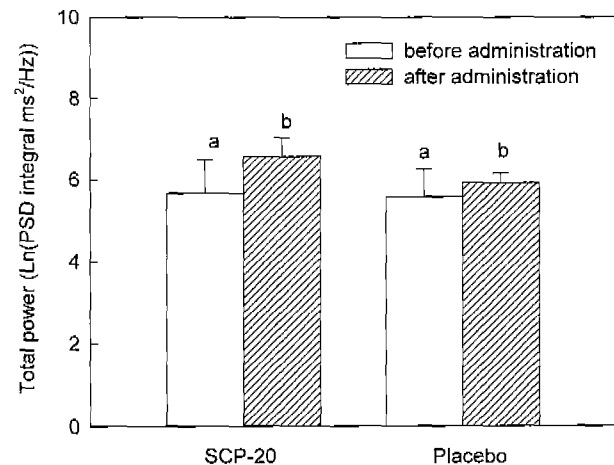 10
8
6
4
2
0
Total power (Ln(PSD integral ms²/Hz))
before administration
after administration
a
b
a
b
SCP-20
Placebo